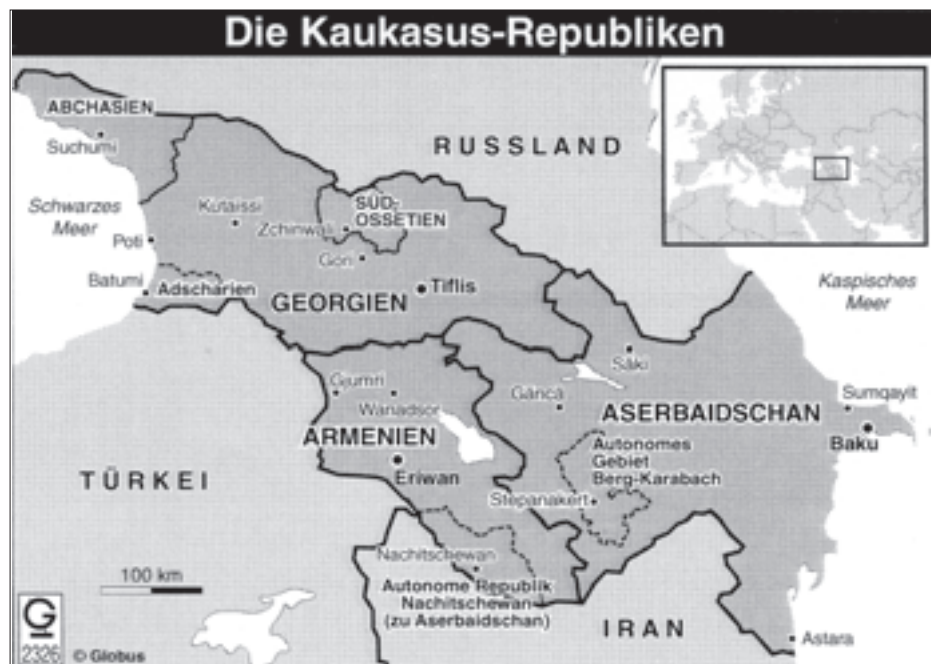 Die Kaukasus-Republiken
ABCHASIEN
Suchumi
RUSSLAND
Schwarzes
Meer
Kutaissi
SÜD-
OSSETIEN
Zchinwali
Poti
Gori
Batumi
Adscharien
Tiflis
GEORGIEN
Kaspisches
Meer
Säki
Gjumri
Wanadsor
Gäncä
Sumqayit
ASERBAIDSCHAN
Baku
ARMENIEN
Eriwan
Autonomes
Gebiet
Berg-Karabach
TÜRKEI
Stepanakert
Nachitschewan
100 km
Autonome Republik
Nachitschewan
(zu Aserbaidschan)
IRAN
Astara
G
2326
© Globus